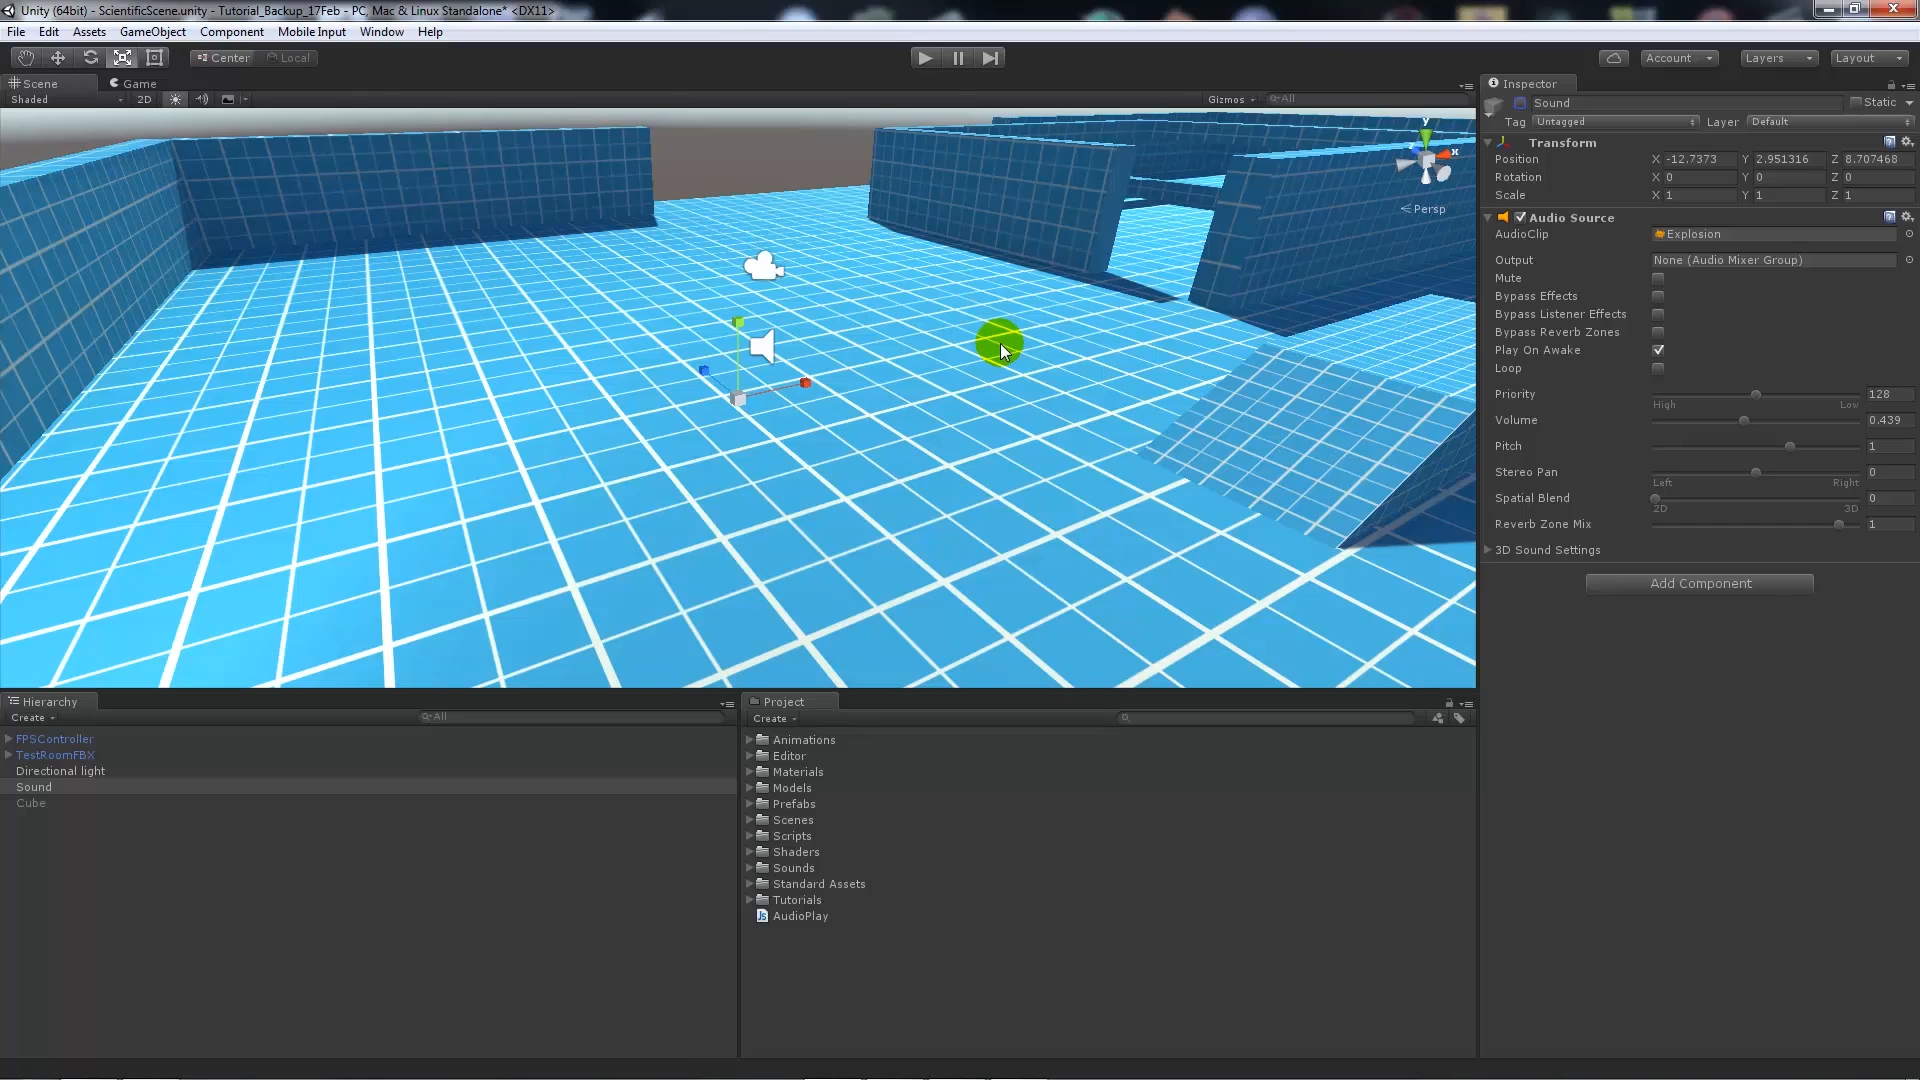 Unity (64bit) - ScientificScene.unity - Tutorial_Backup_17Feb - PC, Mac & Linux Standalone* <DX11>
File Edit Assets GameObject Component Mobile Input Window Help
Center Local Account Layers Layout
Scene Game
Shaded 2D Gizmos All
y
x
Persp
Inspector
Sound Static
Tag Untagged Layer Default
Transform
Position X -12.7373 Y 2.951316 Z 8.707468
Rotation X 0 Y 0 Z 0
Scale X 1 Y 1 Z 1
Audio Source
AudioClip Explosion
Output None (Audio Mixer Group)
Mute
Bypass Effects
Bypass Listener Effects
Bypass Reverb Zones
Play On Awake
Loop
Priority 128
High Low
Volume 0.439
Pitch 1
Stereo Pan 0
Left Right
Spatial Blend 0
2D 3D
Reverb Zone Mix 1
3D Sound Settings
Add Component
Hierarchy
Create All
FPSController
TestRoomFBX
Directional light
Sound
Cube
Project
Create
Animations
Editor
Materials
Models
Prefabs
Scenes
Scripts
Shaders
Sounds
Standard Assets
Tutorials
Js AudioPlay